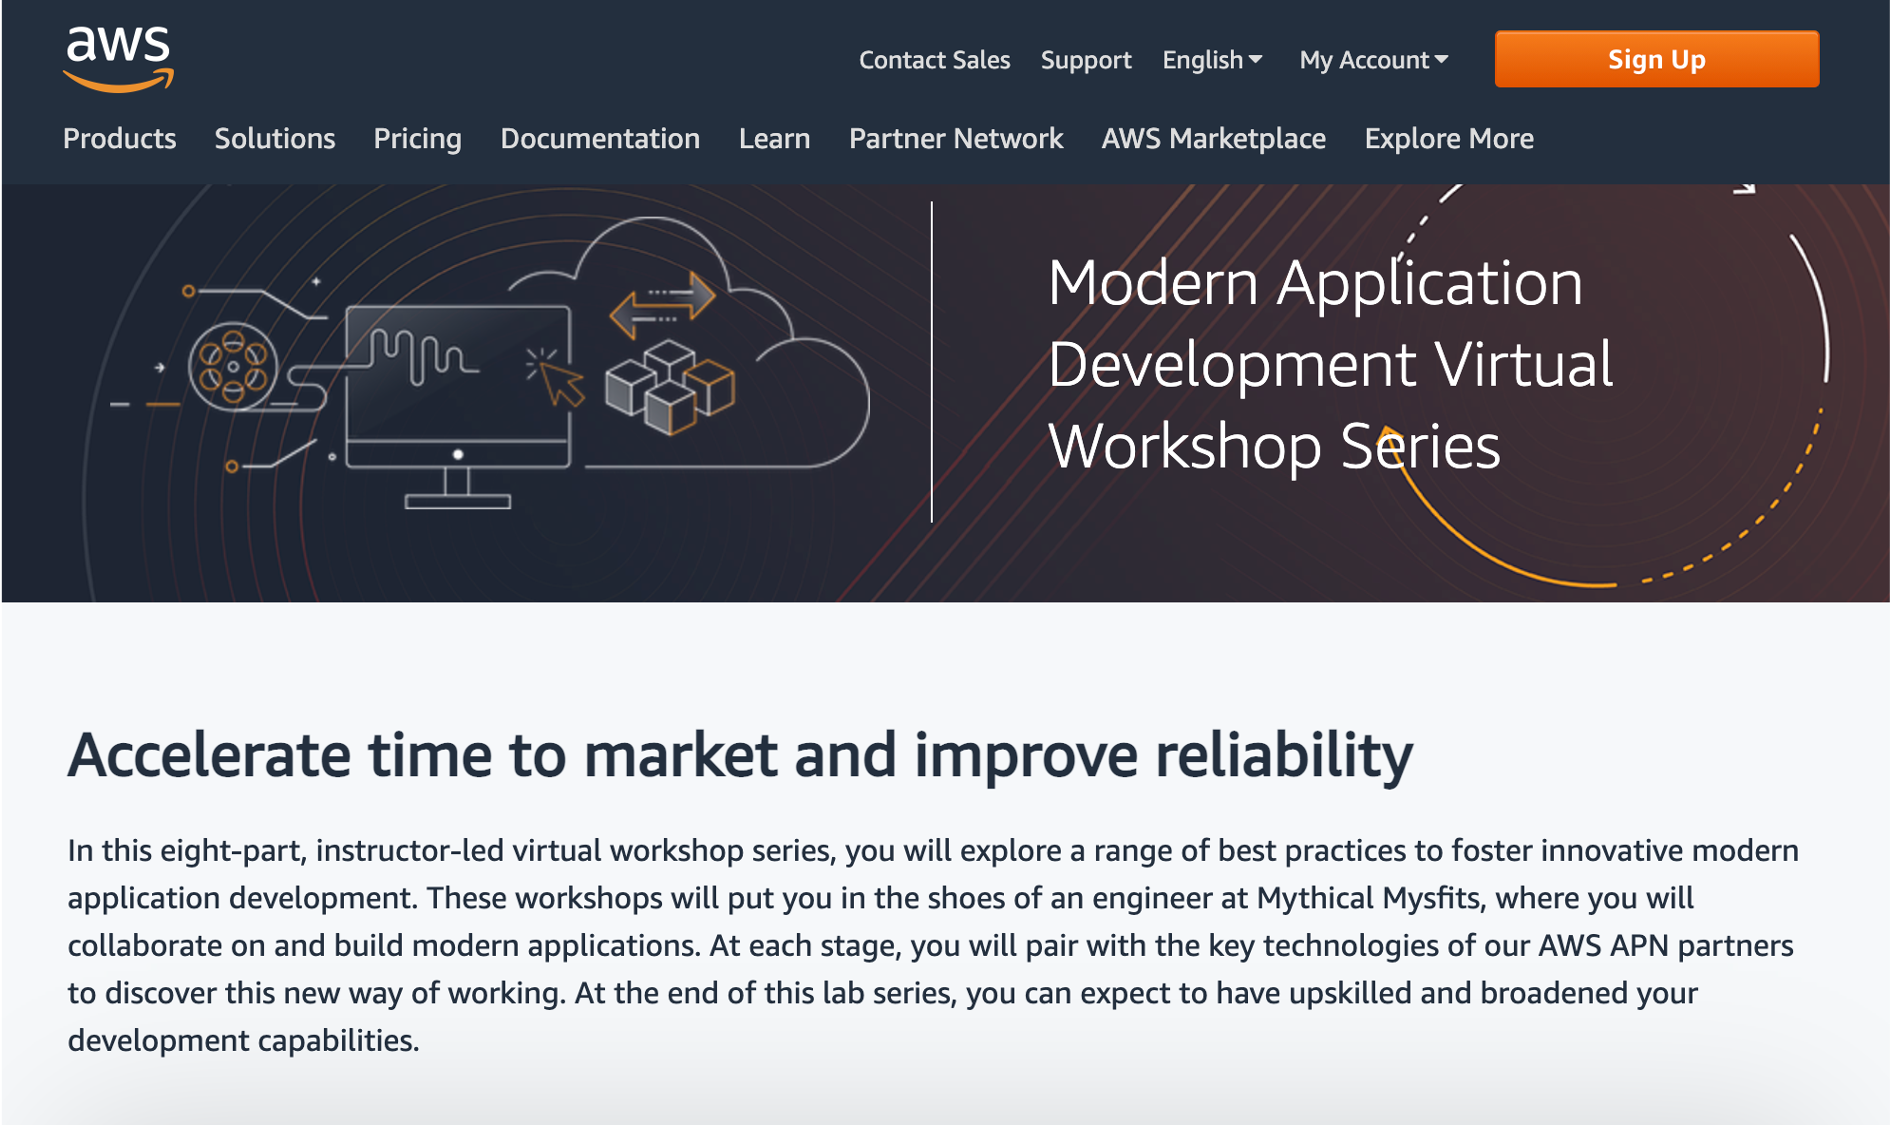 aws
Contact Sales Support English My Account Sign Up
Products Solutions Pricing Documentation Learn Partner Network AWS Marketplace Explore More
Modern Application
Development Virtual
Workshop Series
Accelerate time to market and improve reliability
In this eight-part, instructor-led virtual workshop series, you will explore a range of best practices to foster innovative modern
application development. These workshops will put you in the shoes of an engineer at Mythical Mysfits, where you will
collaborate on and build modern applications. At each stage, you will pair with the key technologies of our AWS APN partners
to discover this new way of working. At the end of this lab series, you can expect to have upskilled and broadened your
development capabilities.